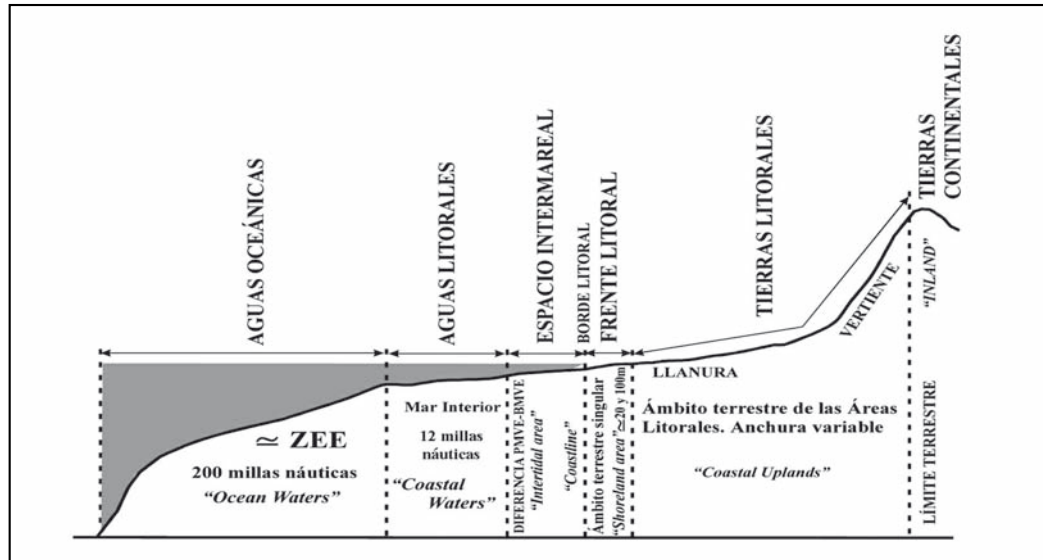 AGUAS OCEÁNICAS
AGUAS LITORALES
ESPACIO INTERMAREAL
BORDE LITORAL
FRENTE LITORAL
TIERRAS LITORALES
TIERRAS
CONTINENTALES
≃ ZEE
200 millas náuticas
“Ocean Waters”
Mar Interior
12 millas
náuticas
“Coastal
Waters”
DIFERENCIA PMVE-BMVE
“Intertidal area”
“Coastline”
Ámbito terrestre singular
“Shoreland area” ≃20 y 100m
LLANURA
VERTIENTE
Ámbito terrestre de las Áreas
Litorales. Anchura variable
“Coastal Uplands”
“INLAND”
LÍMITE TERRESTRE